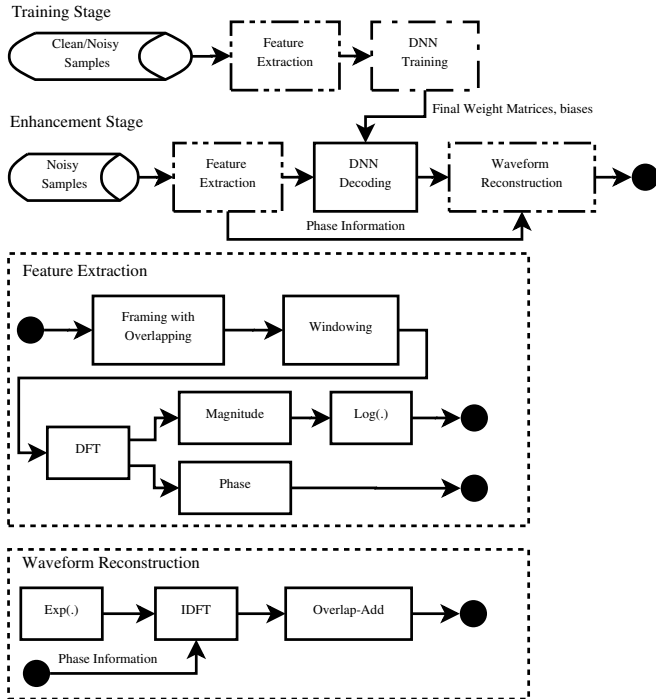 Training Stage
Clean/Noisy
Samples
Feature
Extraction
DNN
Training
Final Weight Matrices, biases
Enhancement Stage
Noisy
Samples
Feature
Extraction
DNN
Decoding
Waveform
Reconstruction
Phase Information
Feature Extraction
Framing with
Overlapping
Windowing
DFT
Magnitude
Log(.)
Phase
Waveform Reconstruction
Exp(.)
IDFT
Overlap-Add
Phase Information